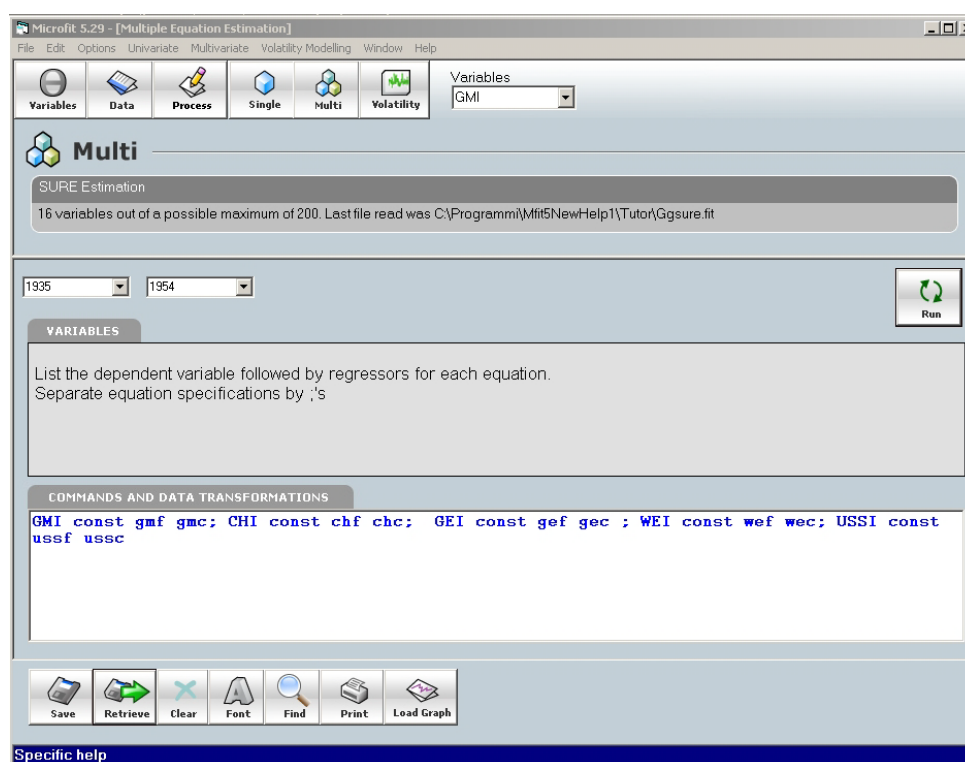 Microfit 5.29 - [Multiple Equation Estimation]
File Edit Options Univariate Multivariate Volatility Modelling Window Help
Variables
Variables Data Process Single Multi Volatility
GMI
Multi
SURE Estimation
16 variables out of a possible maximum of 200. Last file read was C:\Programmi\Mfit5NewHelp1\Tutor\Ggsure.fit
1935 1954
Run
VARIABLES
List the dependent variable followed by regressors for each equation.
Separate equation specifications by ;'s
COMMANDS AND DATA TRANSFORMATIONS
GMI const gmf gmc; CHI const chf chc; GEI const gef gec ; WEI const wef wec; USSI const
ussf ussc
Save Retrieve Clear Font Find Print Load Graph
Specific help